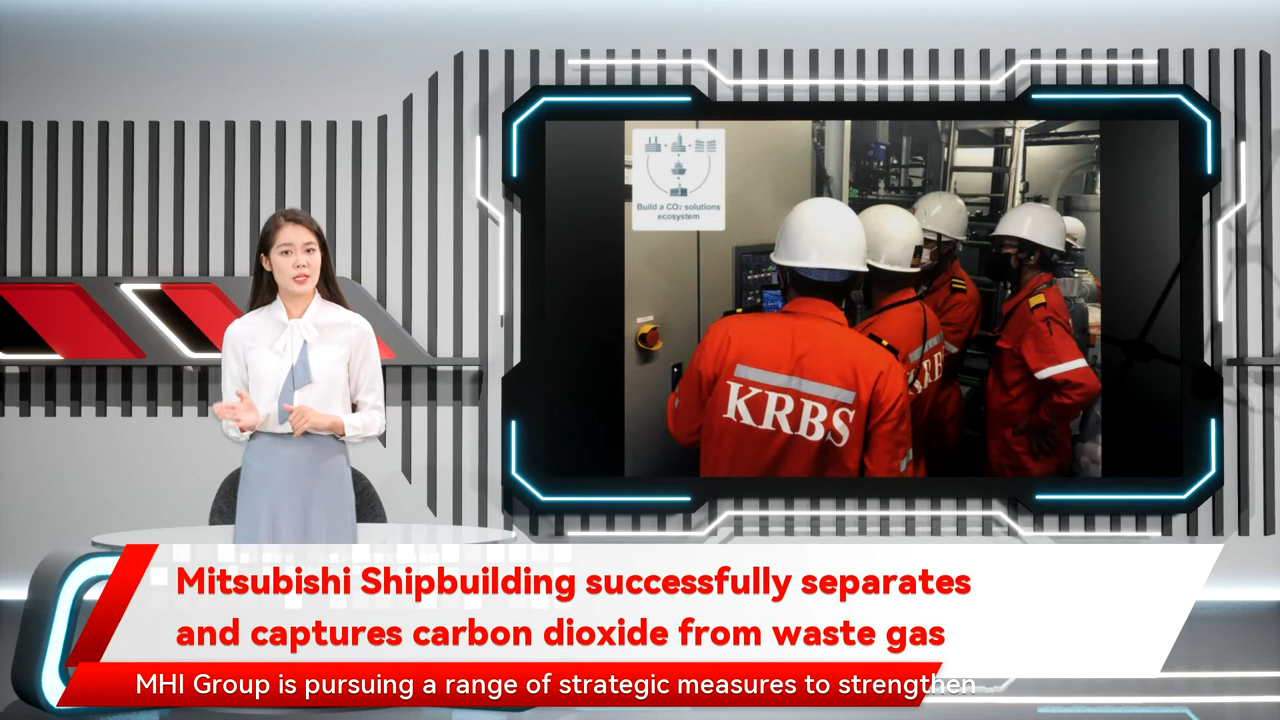 Build a CO₂ solutions
ecosystem
KRBS
KRBS
Mitsubishi Shipbuilding successfully separates
and captures carbon dioxide from waste gas
MHI Group is pursuing a range of strategic measures to strengthen